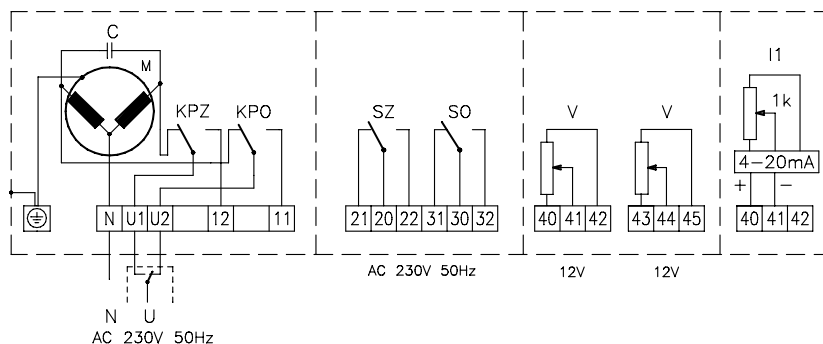 C
M
KPZ KPO
N U1 U2 12 11
N U
AC 230V 50Hz
SZ SO
21 20 22 31 30 32
AC 230V 50Hz
V V
40 41 42 43 44 45
12V 12V
I1
1k
4-20mA
+ -
40 41 42